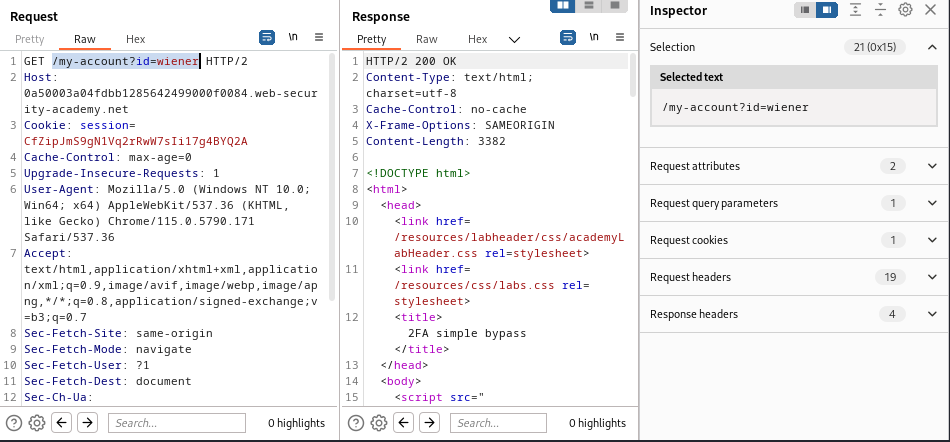 Request
Pretty Raw Hex
\n
1 GET /my-account?id=wiener HTTP/2
2 Host:
0a50003a04fdbb1285642499000f0084.web-secur
ity-academy.net
3 Cookie: session=
CfZipJmS9gN1Vq2rRwW7sIi17g4BYQ2A
4 Cache-Control: max-age=0
5 Upgrade-Insecure-Requests: 1
6 User-Agent: Mozilla/5.0 (Windows NT 10.0;
Win64; x64) AppleWebKit/537.36 (KHTML,
like Gecko) Chrome/115.0.5790.171
Safari/537.36
7 Accept:
text/html,application/xhtml+xml,applicatio
n/xml;q=0.9,image/avif,image/webp,image/ap
ng,*/*;q=0.8,application/signed-exchange;v
=b3;q=0.7
8 Sec-Fetch-Site: same-origin
9 Sec-Fetch-Mode: navigate
10 Sec-Fetch-User: ?1
11 Sec-Fetch-Dest: document
12 Sec-Ch-Ua:
Search...
0 highlights
Response
Pretty Raw Hex
\n
1 HTTP/2 200 OK
2 Content-Type: text/html;
charset=utf-8
3 Cache-Control: no-cache
4 X-Frame-Options: SAMEORIGIN
5 Content-Length: 3382
6
7 <!DOCTYPE html>
8 <html>
9 <head>
10 <link href=
/resources/labheader/css/academyL
abHeader.css rel=stylesheet>
11 <link href=
/resources/css/labs.css rel=
stylesheet>
12 <title>
2FA simple bypass
</title>
13 </head>
14 <body>
15 <script src="
Search...
0 highlights
Inspector
Selection 21 (0x15)
Selected text
/my-account?id=wiener
Request attributes 2
Request query parameters 1
Request cookies 1
Request headers 19
Response headers 4